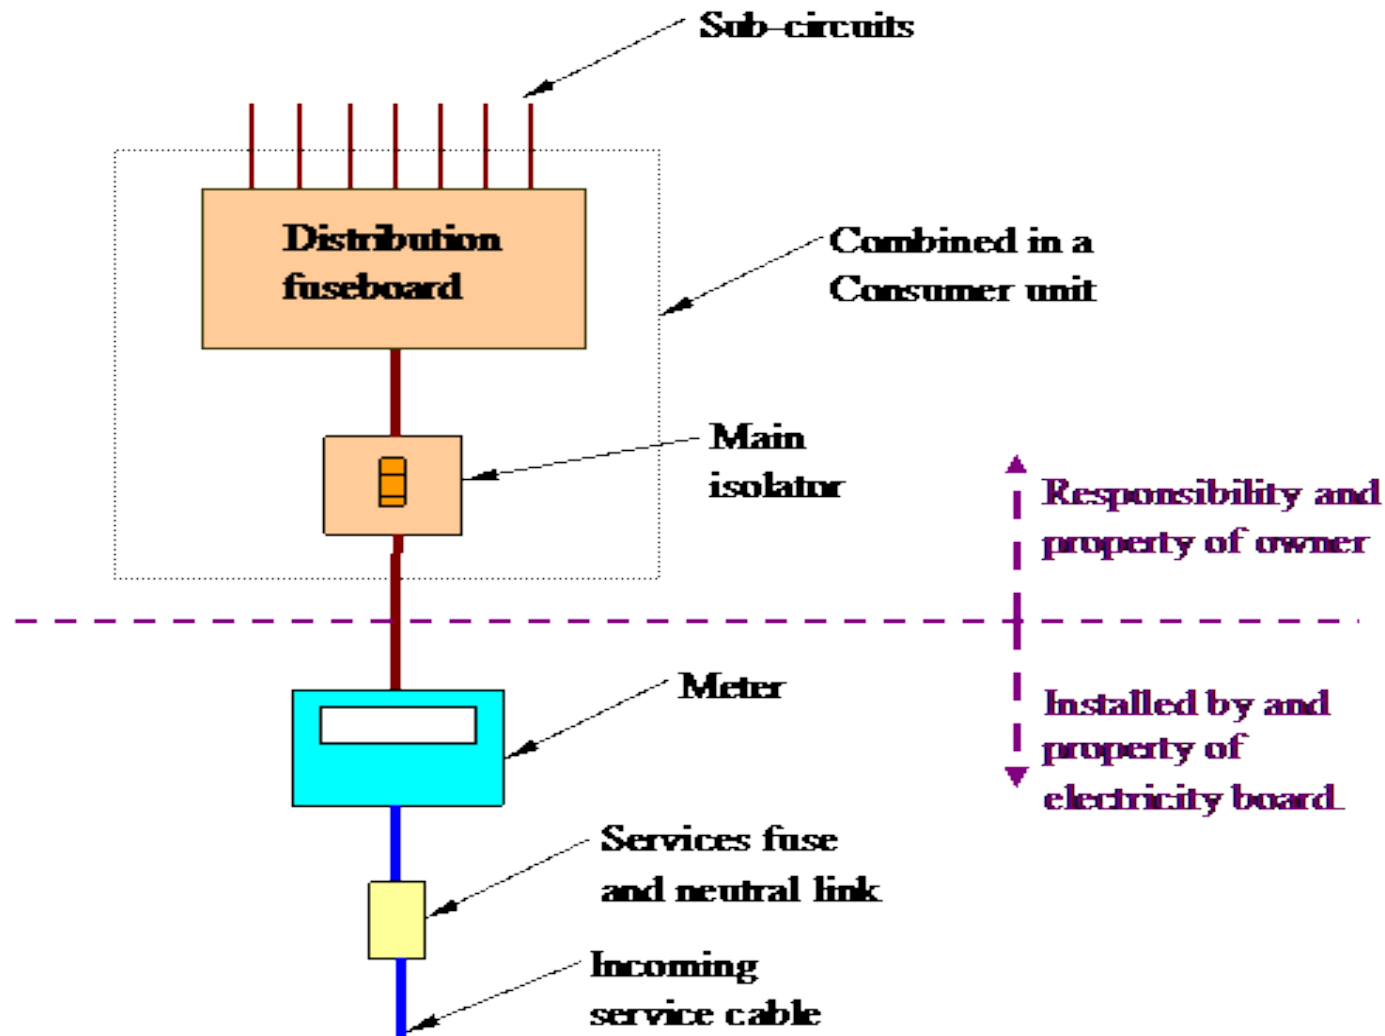 Sub-circuits
Distribution
fuseboard
Combined in a
Consumer unit
Main
isolator
Responsibility and
property of owner
Meter
Installed by and
property of
electricity board.
Services fuse
and neutral link
Incoming
service cable